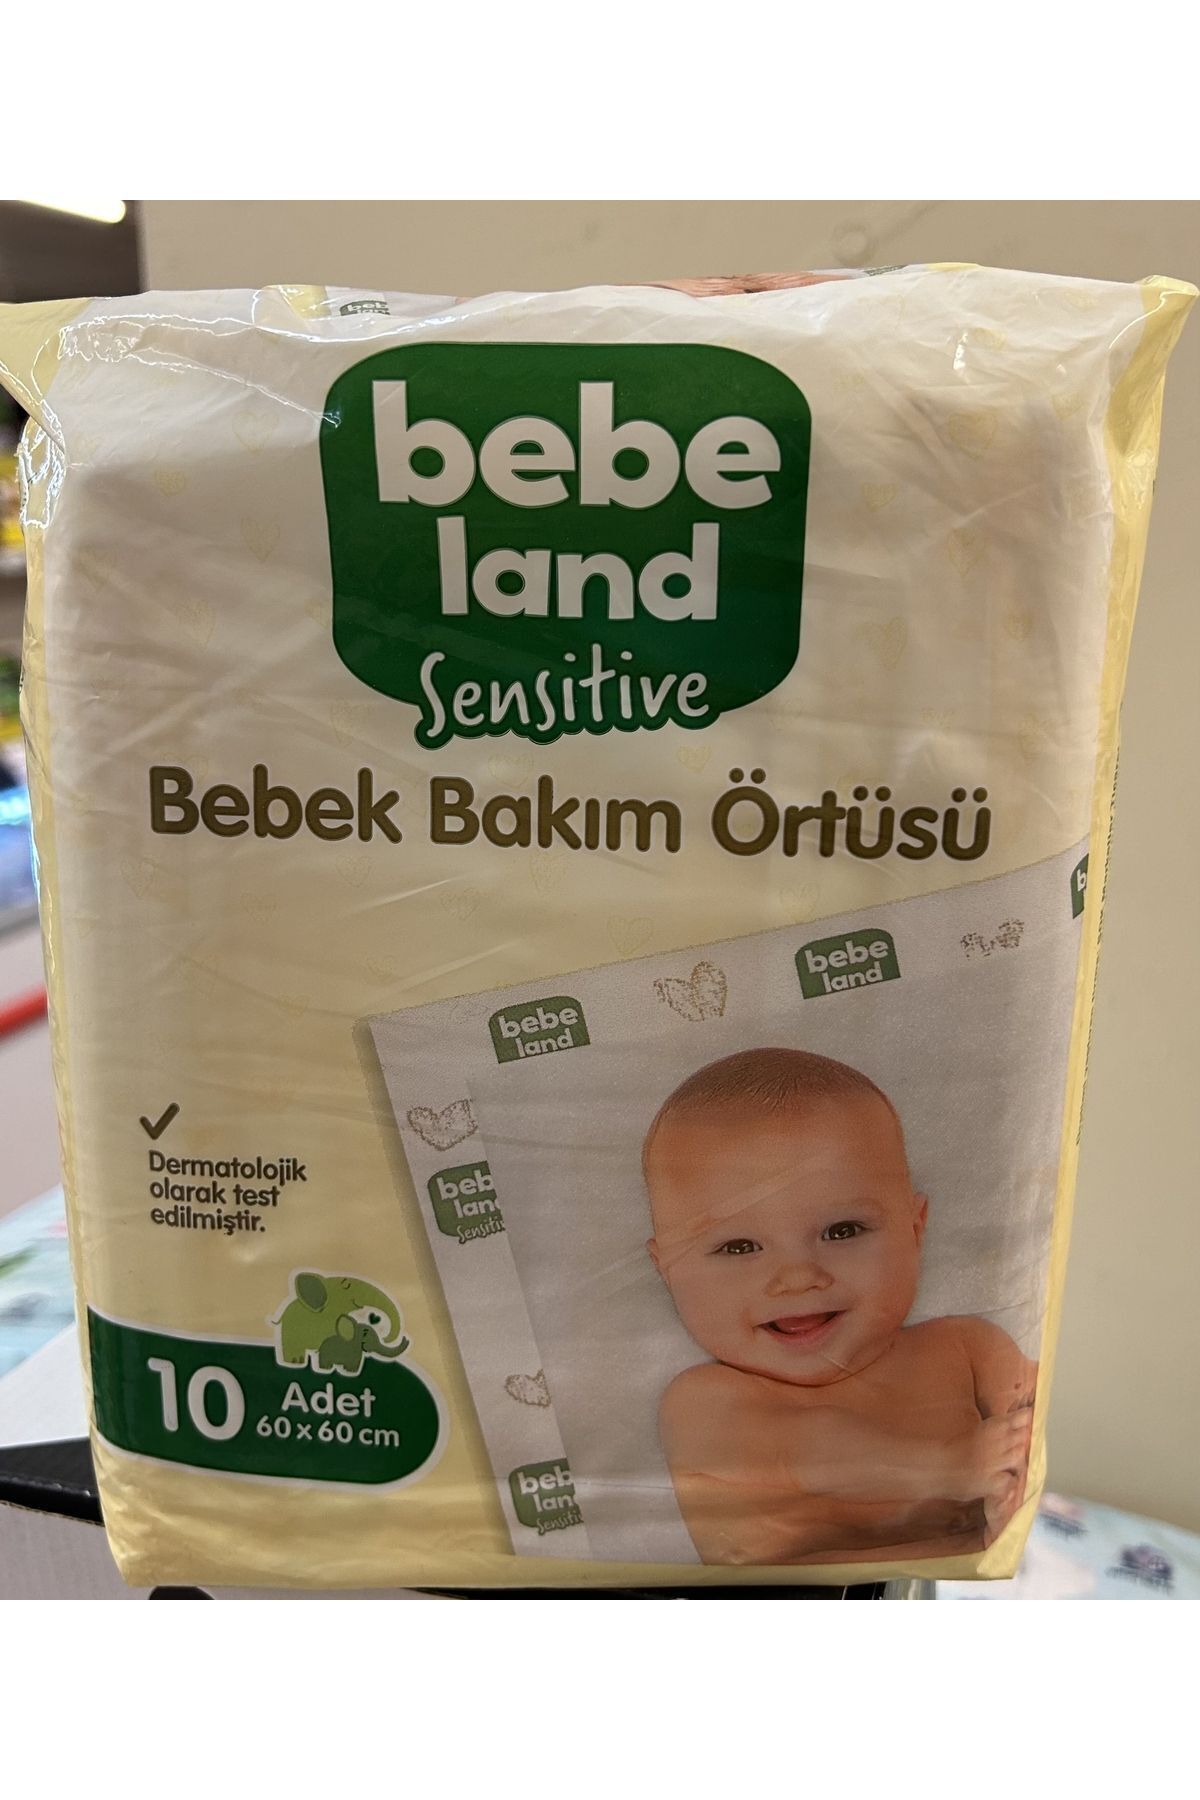 bebe
land
Sensitive
Bebek Bakım Örtüsü
bebe
land
bebe
land
Dermatolojik
olarak test
edilmiştir.
10 Adet
60 x 60 cm